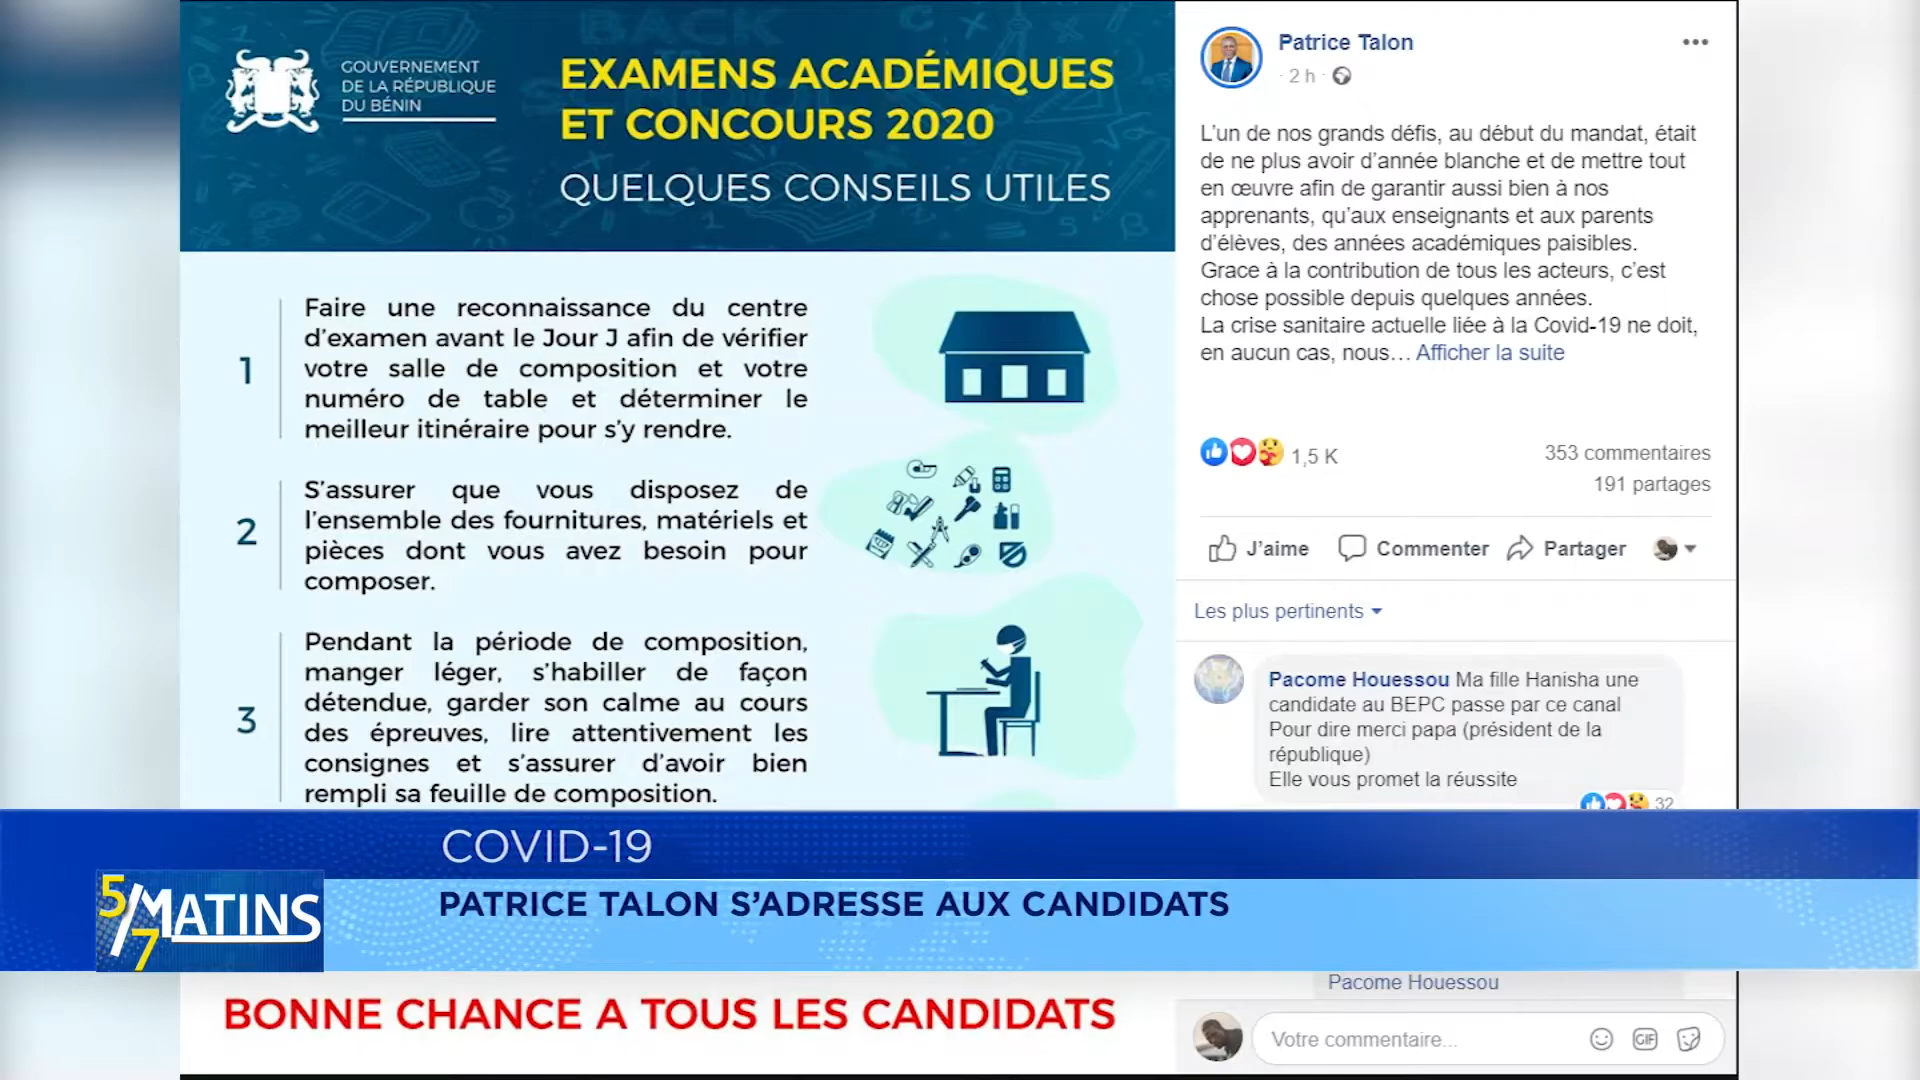 GOUVERNEMENT
DE LA RÉPUBLIQUE
DU BÉNIN
EXAMENS ACADÉMIQUES
ET CONCOURS 2020
QUELQUES CONSEILS UTILES
1
Faire une reconnaissance du centre
d'examen avant le Jour J afin de vérifier
votre salle de composition et votre
numéro de table et déterminer le
meilleur itinéraire pour s'y rendre.
2
S'assurer que vous disposez de
l'ensemble des fournitures, matériels et
pièces dont vous avez besoin pour
composer.
3
Pendant la période de composition,
manger léger, s'habiller de façon
détendue, garder son calme au cours
des épreuves, lire attentivement les
consignes et s'assurer d'avoir bien
rempli sa feuille de composition.
Patrice Talon
· 2 h ·
L'un de nos grands défis, au début du mandat, était
de ne plus avoir d'année blanche et de mettre tout
en œuvre afin de garantir aussi bien à nos
apprenants, qu'aux enseignants et aux parents
d'élèves, des années académiques paisibles.
Grace à la contribution de tous les acteurs, c'est
chose possible depuis quelques années.
La crise sanitaire actuelle liée à la Covid-19 ne doit,
en aucun cas, nous… Afficher la suite
1,5 K
353 commentaires
191 partages
J'aime
Commenter
Partager
Les plus pertinents
Pacome Houessou Ma fille Hanisha une
candidate au BEPC passe par ce canal
Pour dire merci papa (président de la
république)
Elle vous promet la réussite
32
COVID-19
PATRICE TALON S'ADRESSE AUX CANDIDATS
5/7 MATINS
Pacome Houessou
BONNE CHANCE A TOUS LES CANDIDATS
Votre commentaire...
GIF